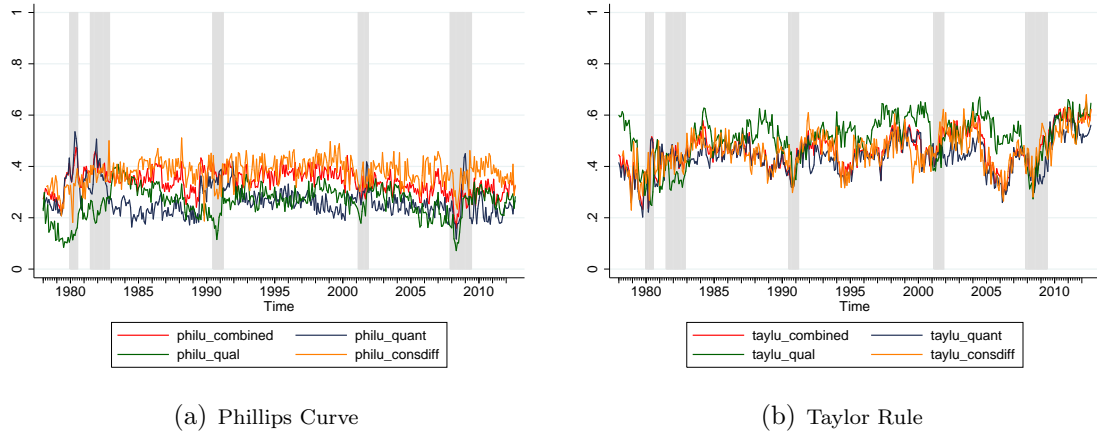 1
.8
.6
.4
.2
0
1980 1985 1990 1995 2000 2005 2010
Time
philu_combined philu_quant
philu_qual philu_consdiff
(a) Phillips Curve
1
.8
.6
.4
.2
0
1980 1985 1990 1995 2000 2005 2010
Time
taylu_combined taylu_quant
taylu_qual taylu_consdiff
(b) Taylor Rule